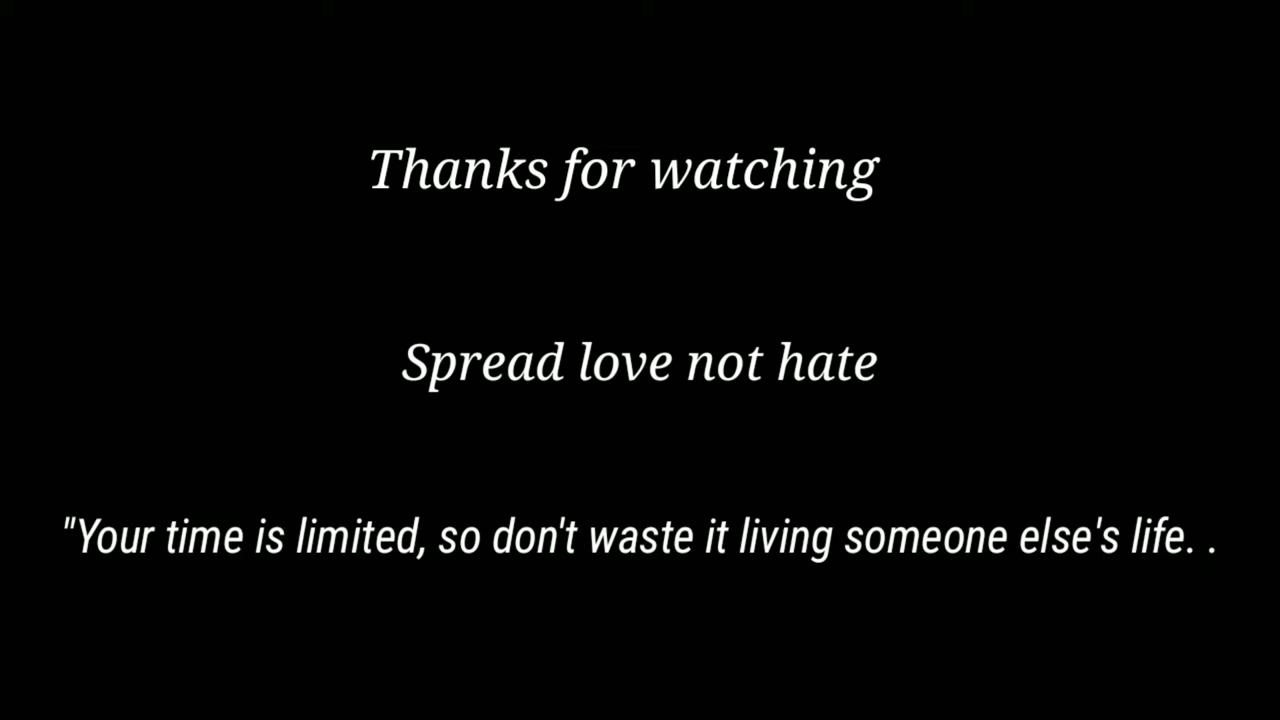 Thanks for watching
Spread love not hate
"Your time is limited, so don't waste it living someone else's life. .